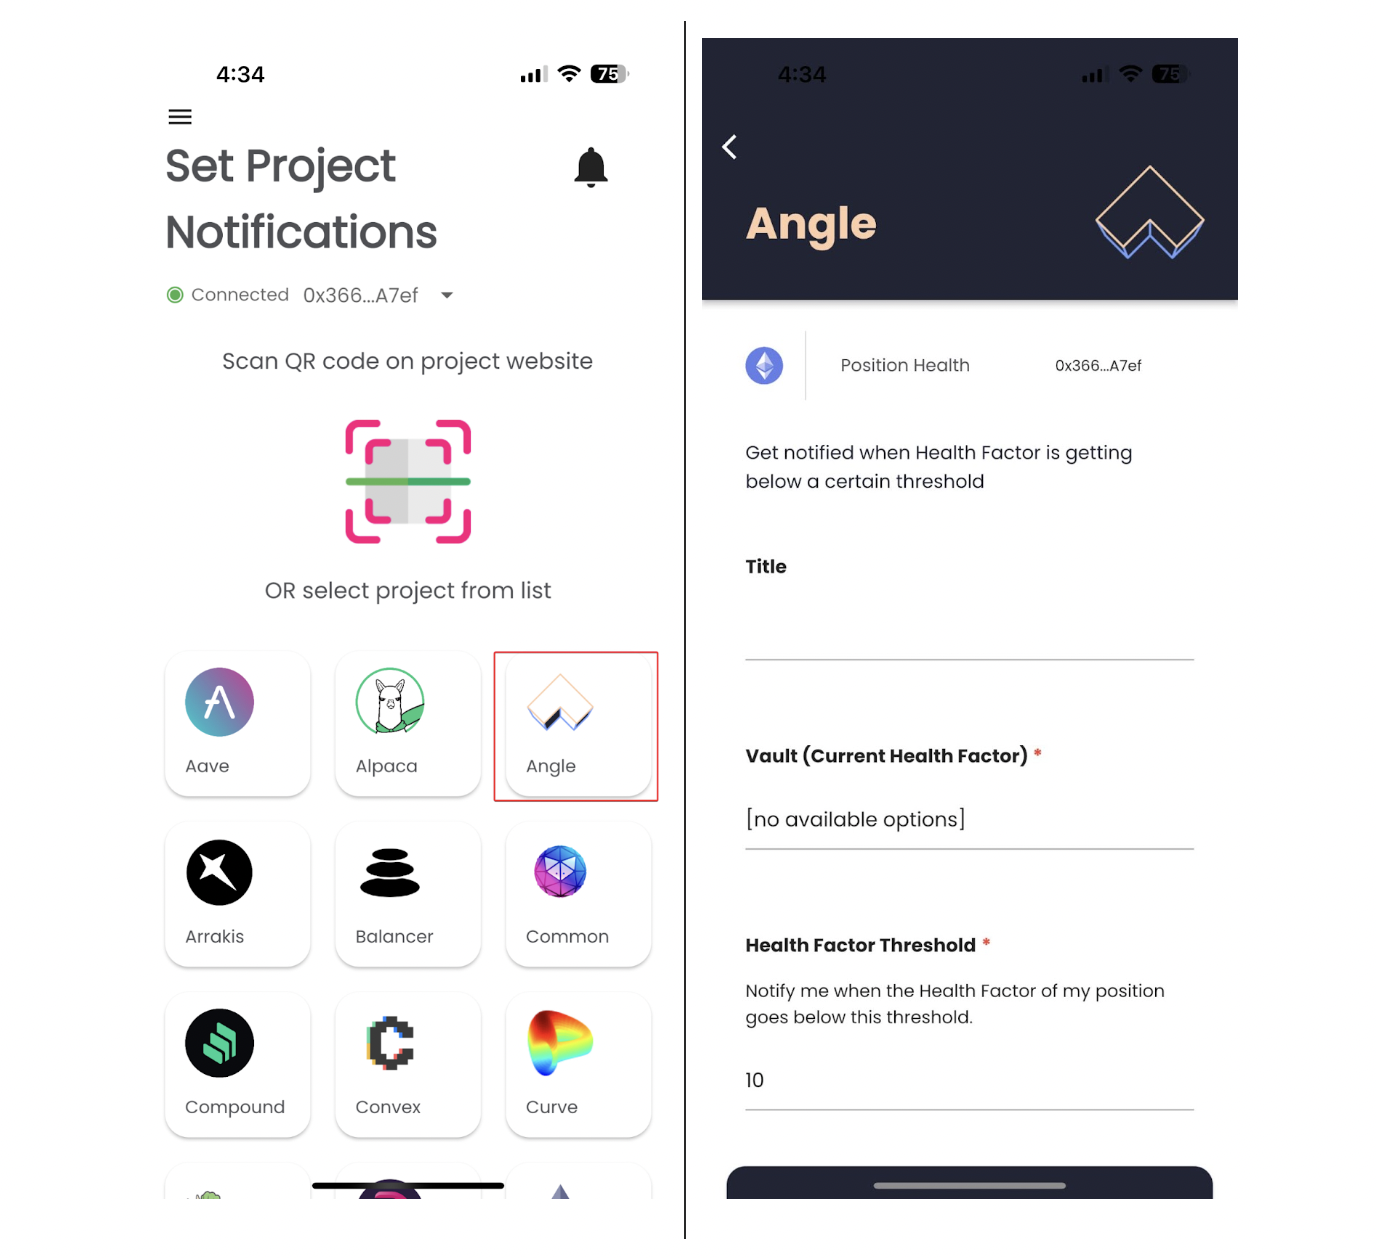 4:34
75
Set Project
Notifications
Connected 0x366...A7ef
Scan QR code on project website
OR select project from list
Aave
Alpaca
Angle
Arrakis
Balancer
Common
Compound
Convex
Curve
4:34
75
Angle
Position Health 0x366...A7ef
Get notified when Health Factor is getting
below a certain threshold
Title
Vault (Current Health Factor) *
[no available options]
Health Factor Threshold *
Notify me when the Health Factor of my position
goes below this threshold.
10